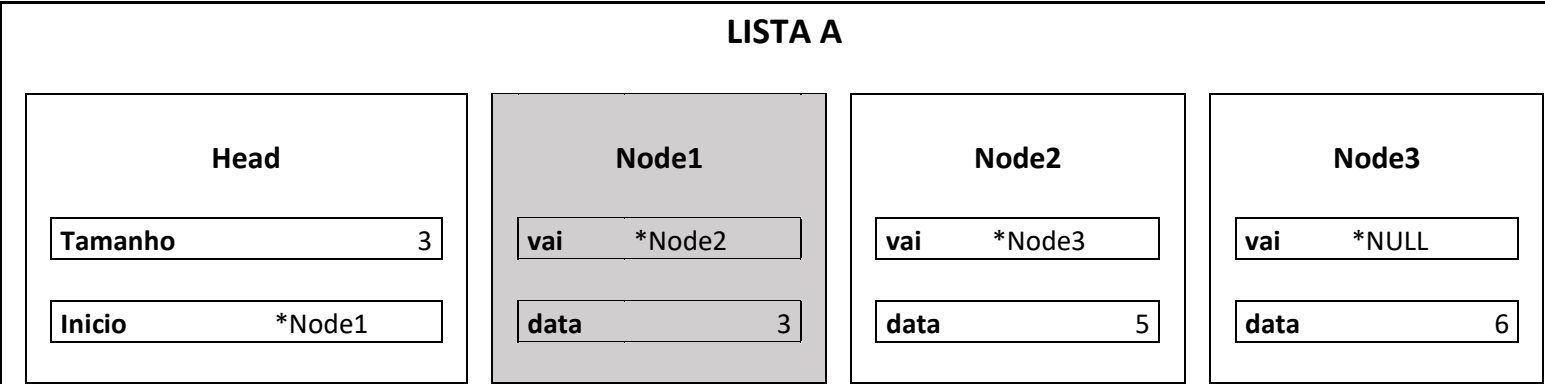 LISTA A
Head Node1 Node2 Node3
Tamanho 3 vai *Node2 vai *Node3 vai *NULL
Inicio *Node1 data 3 data 5 data 6